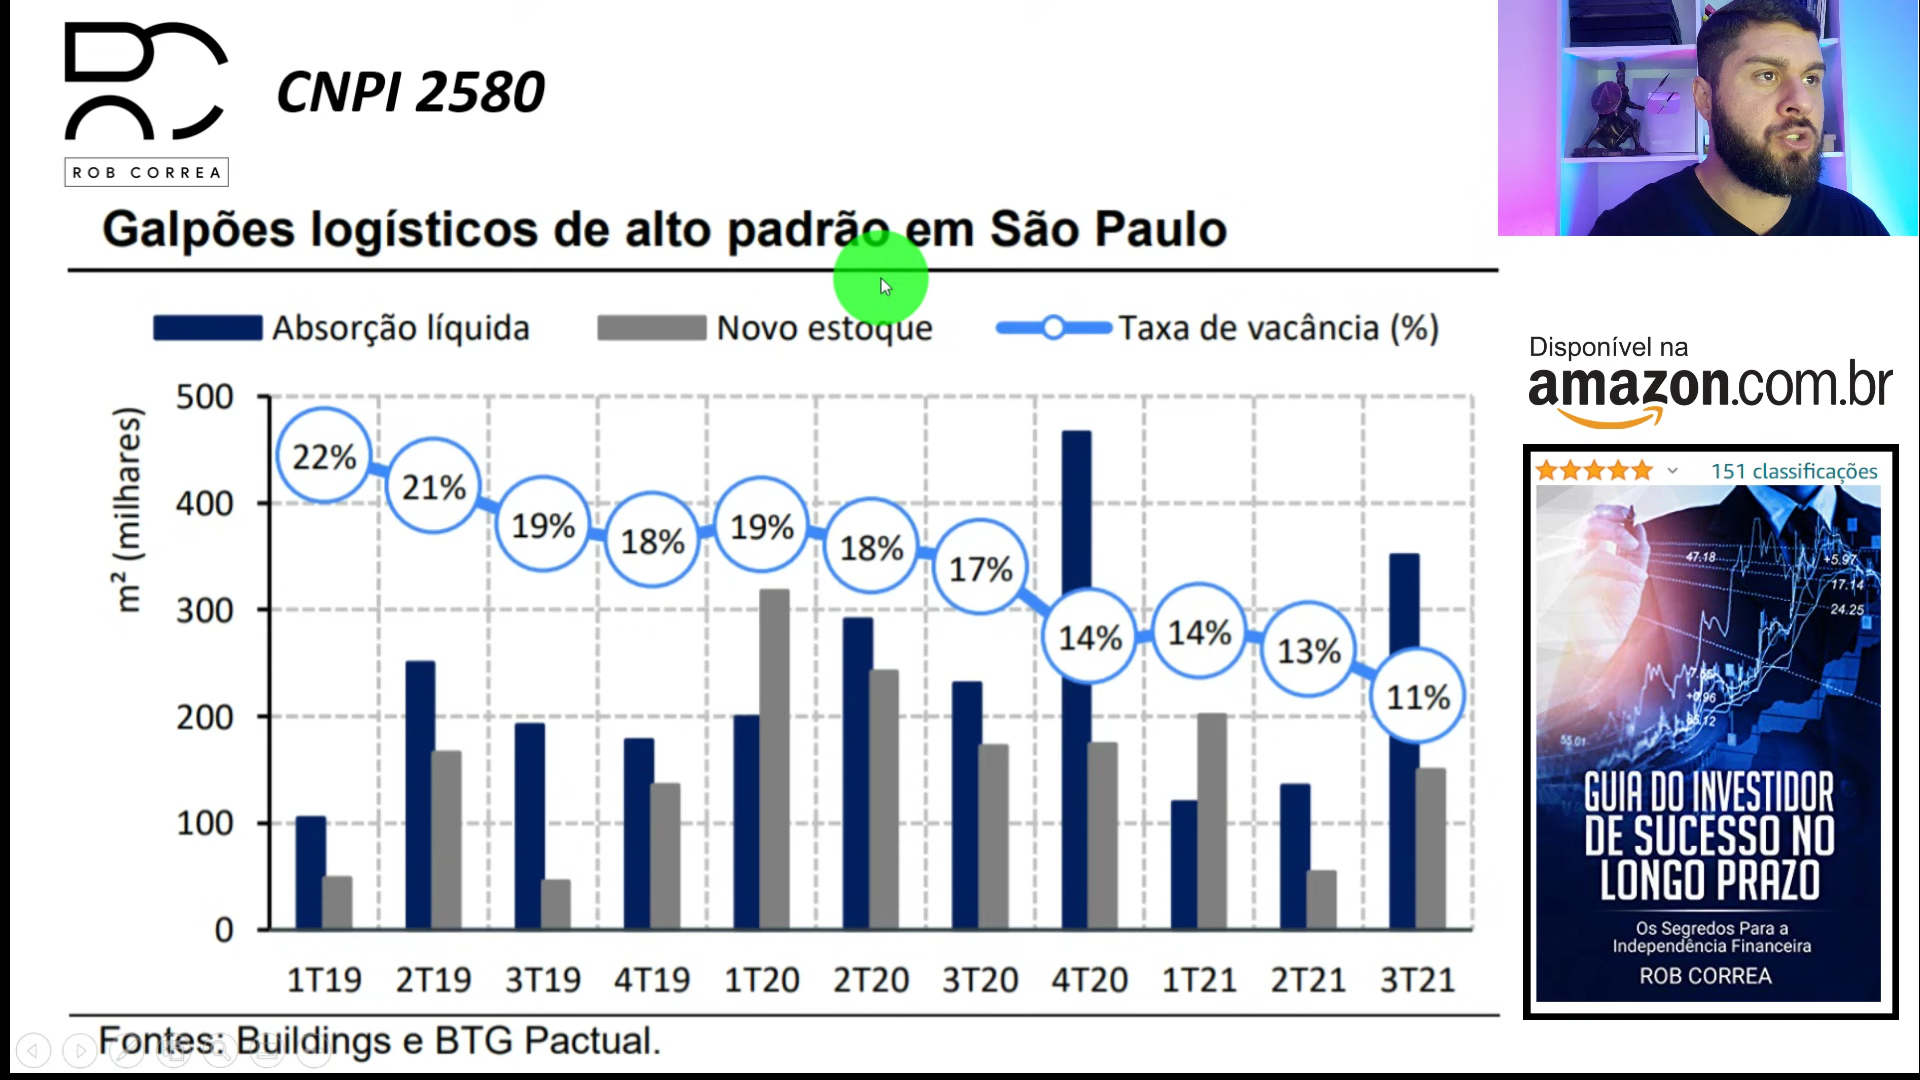 CNPI 2580
ROB CORREA
Galpões logísticos de alto padrão em São Paulo
Absorção líquida
Novo estoque
Taxa de vacância (%)
m² (milhares)
500
400
300
200
100
0
22%
21%
19%
18%
19%
18%
17%
14%
14%
13%
11%
1T19 2T19 3T19 4T19 1T20 2T20 3T20 4T20 1T21 2T21 3T21
Fontes: Buildings e BTG Pactual.
Disponível na
amazon.com.br
151 classificações
47.18
+5.97
17.14
24.25
+0.96
55.01
GUIA DO INVESTIDOR
DE SUCESSO NO
LONGO PRAZO
Os Segredos Para a
Independência Financeira
ROB CORREA